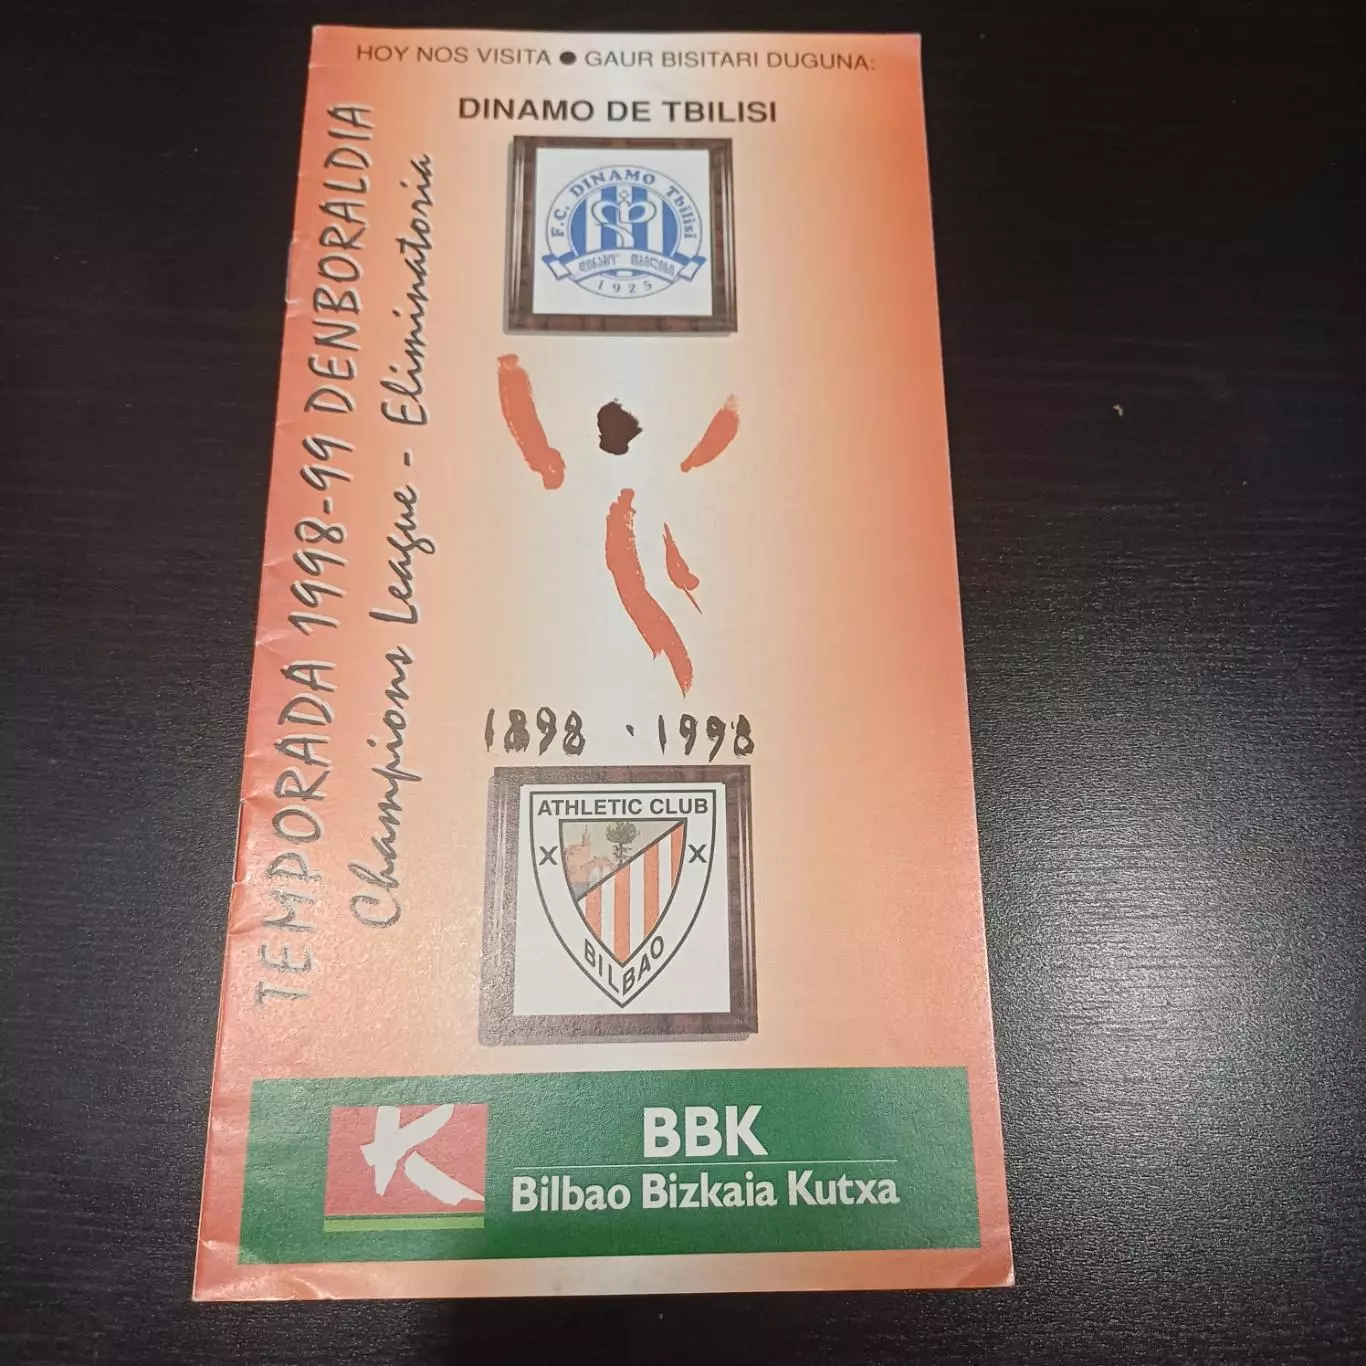 HOY NOS VISITA ● GAUR BISITARI DUGUNA:
DINAMO DE TBILISI
F.C. DINAMO Tbilisi
1925
TEMPORADA 1998-99 DENBORALDIA
Champions League - Eliminatoria
1898 · 1998
ATHLETIC CLUB
BILBAO
K
BBK
Bilbao Bizkaia Kutxa